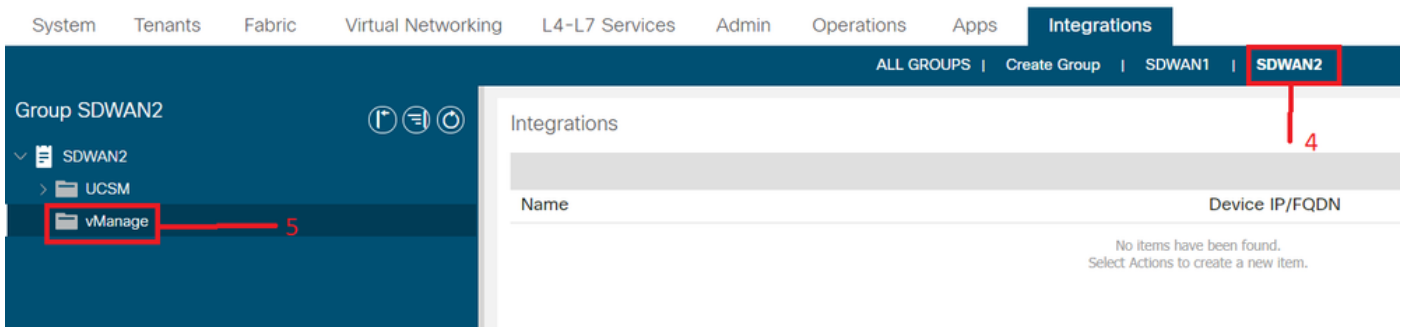 System Tenants Fabric Virtual Networking L4-L7 Services Admin Operations Apps Integrations
ALL GROUPS | Create Group | SDWAN1 | SDWAN2
Group SDWAN2
SDWAN2
UCSM
vManage
5
4
Integrations
Name Device IP/FQDN
No items have been found.
Select Actions to create a new item.